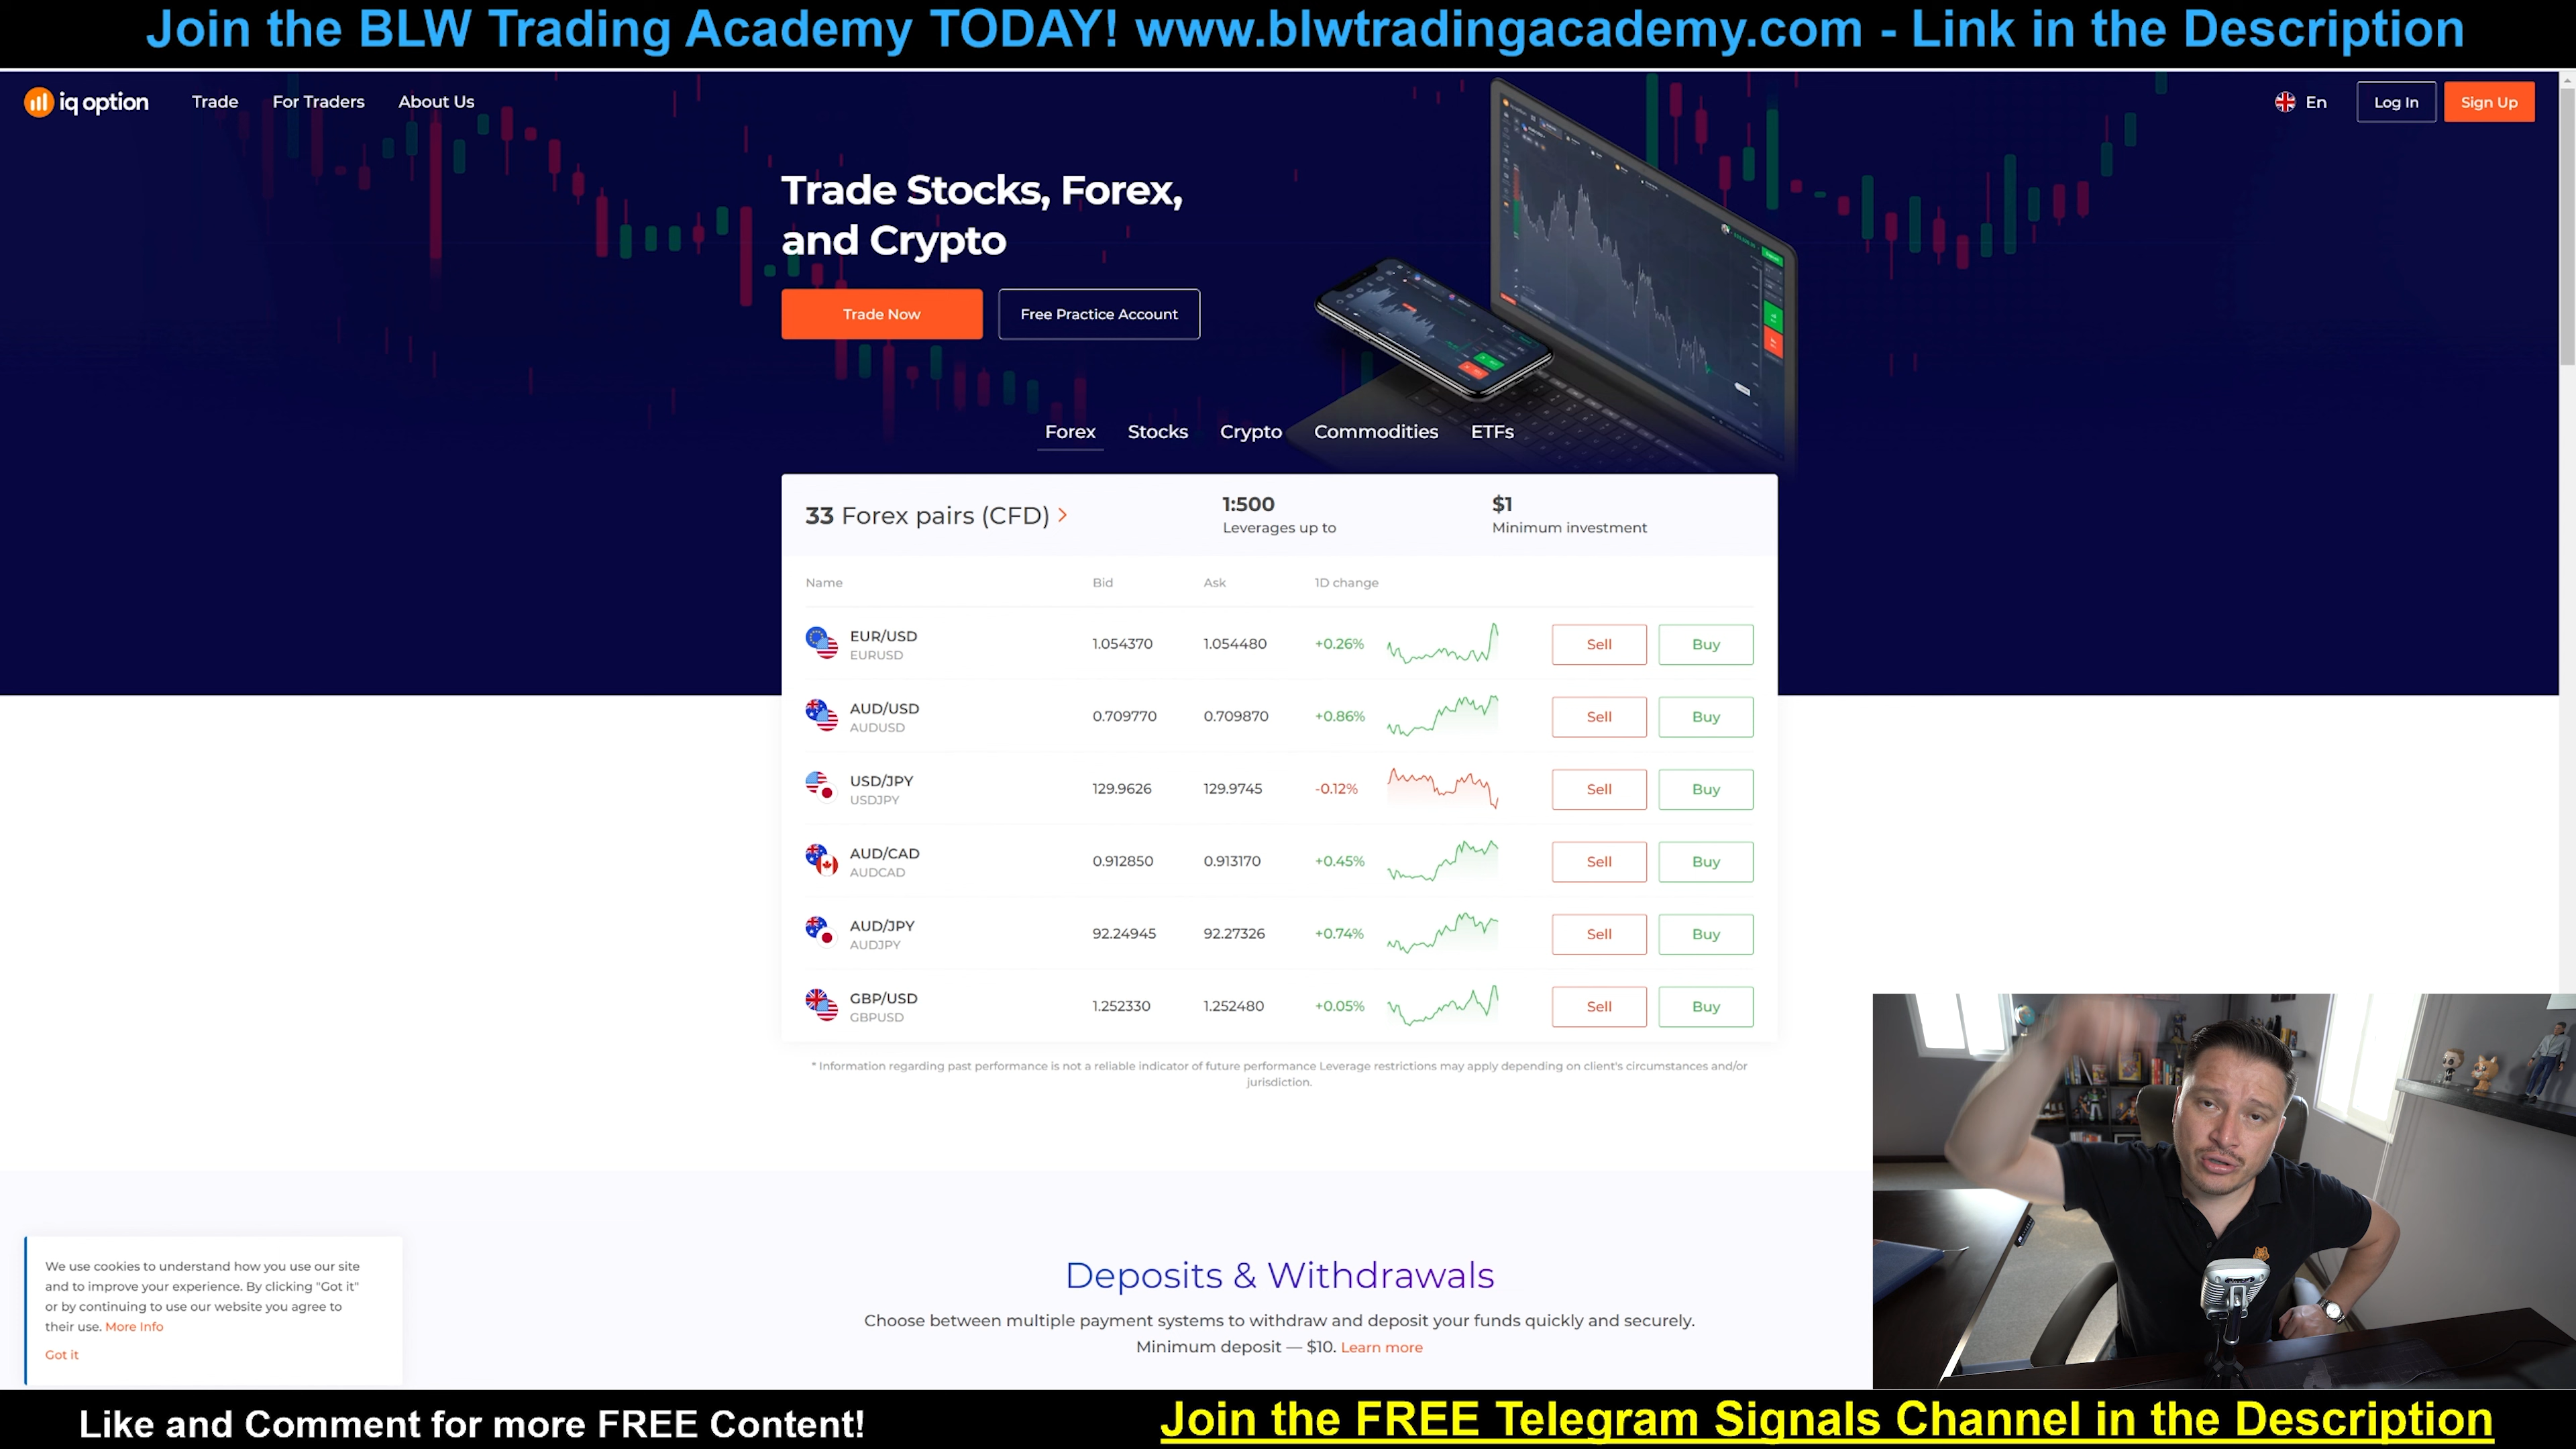 Join the BLW Trading Academy TODAY! www.blwtradingacademy.com - Link in the Description
iq option Trade For Traders About Us En Log In Sign Up
Trade Stocks, Forex,
and Crypto
Trade Now Free Practice Account
Forex Stocks Crypto Commodities ETFs
33 Forex pairs (CFD)
1:500
Leverages up to
$1
Minimum investment
Name Bid Ask 1D change
EUR/USD 1.054370 1.054480 +0.26% Sell Buy
EURUSD
AUD/USD 0.709770 0.709870 +0.86% Sell Buy
AUDUSD
USD/JPY 129.9626 129.9745 -0.12% Sell Buy
USDJPY
AUD/CAD 0.912850 0.913170 +0.45% Sell Buy
AUDCAD
AUD/JPY 92.24945 92.27326 +0.74% Sell Buy
AUDJPY
GBP/USD 1.252330 1.252480 +0.05% Sell Buy
GBPUSD
* Information regarding past performance is not a reliable indicator of future performance Leverage restrictions may apply depending on client's circumstances and/or
jurisdiction.
Deposits & Withdrawals
Choose between multiple payment systems to withdraw and deposit your funds quickly and securely.
Minimum deposit — $10. Learn more
We use cookies to understand how you use our site
and to improve your experience. By clicking "Got it"
or by continuing to use our website you agree to
their use. More Info
Got it
Like and Comment for more FREE Content!
Join the FREE Telegram Signals Channel in the Description